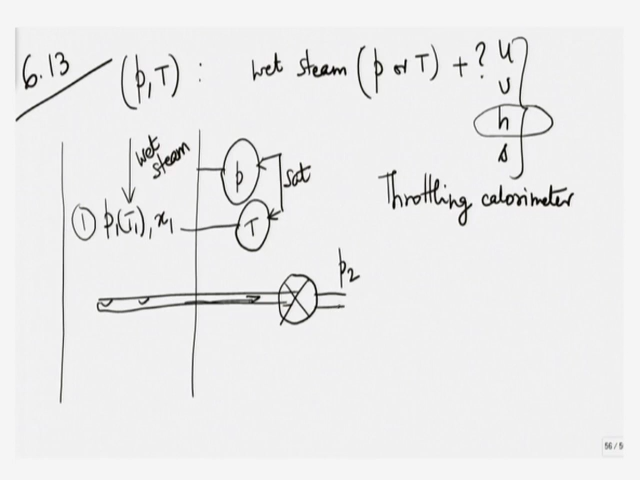 6.13
(p,T) : wet steam (p or T) + ? u
v
h
s
wet steam
p
sat
Throttling calorimeter
① p₁(T₁), x₁
T
p₂
56 / 5